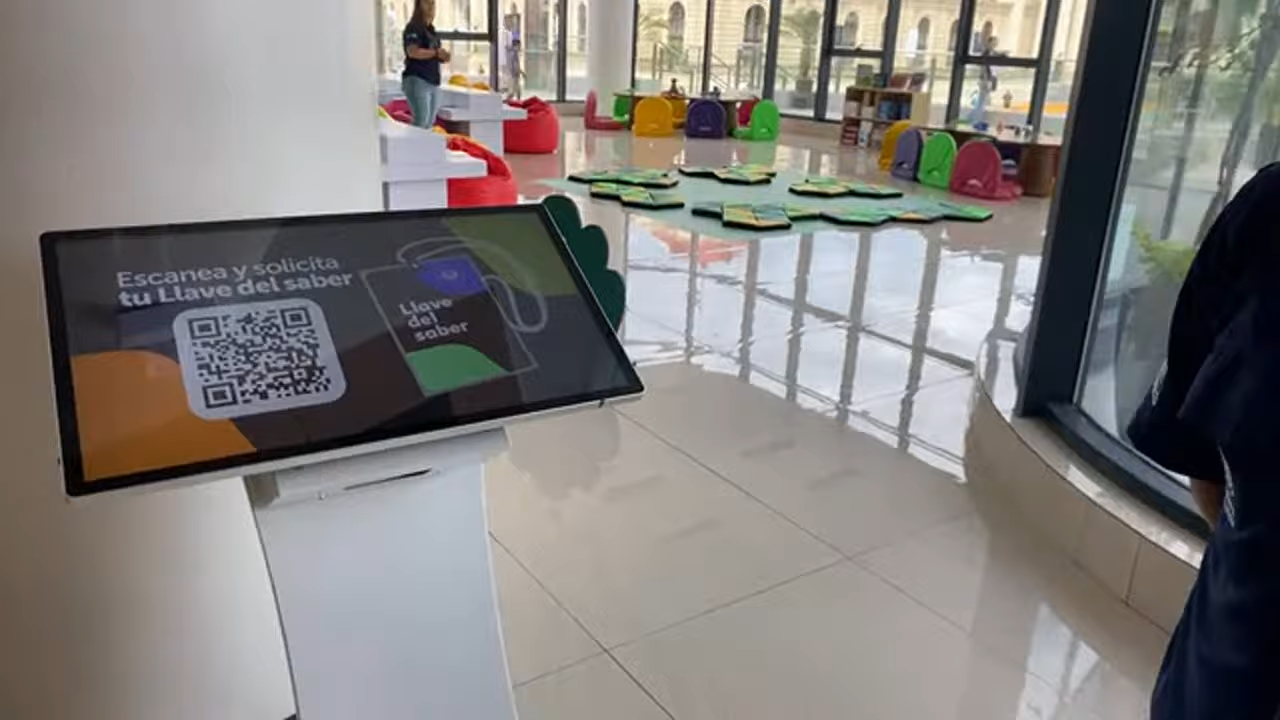 Escanea y solicita
tu Llave del saber
Llave
del
saber